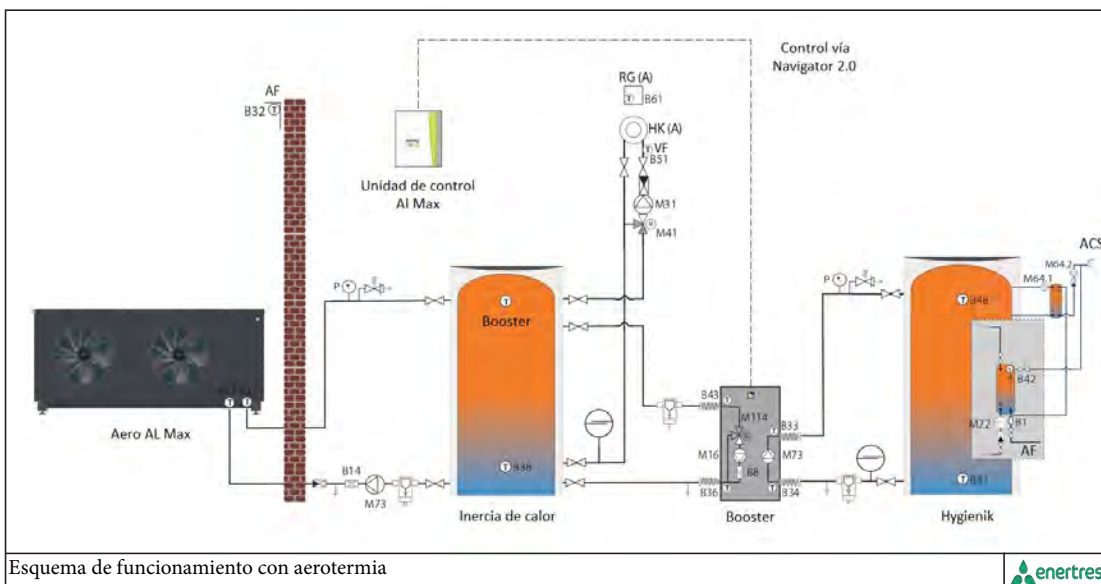 Control vía
Navigator 2.0
AF
B32
T
RG (A)
T
B61
HK (A)
VF
B51
M31
M41
Unidad de control
Al Max
P
T
Booster
T
B38
Aero AL Max
T
T
B14
M73
Inercia de calor
B43
T
M114
T
B33
M16
M73
B8
B36
T
T
B34
Booster
P
ACS
M64.2
M64.1
T
B48
B42
M22
B1
AF
T
Hygienik
Esquema de funcionamiento con aerotermia
enertres